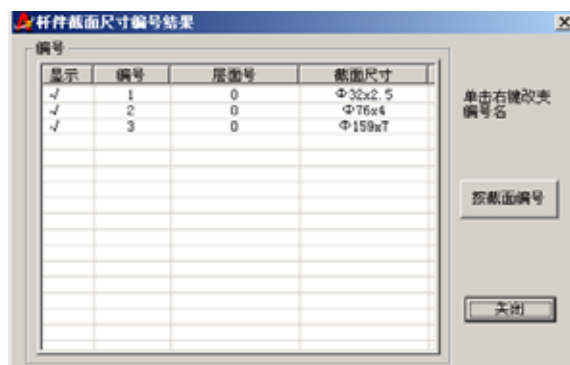 杆件截面尺寸编号结果
编号
显示 编号 层面号 截面尺寸
√ 1 0 Φ32x2.5
√ 2 0 Φ76x4
√ 3 0 Φ159x7
单击右键改变
编号名
按截面编号
关闭